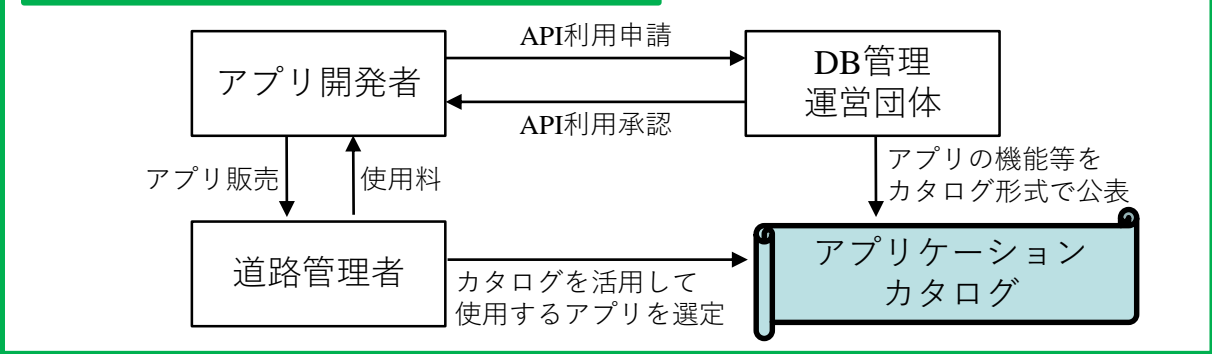 API利用申請
アプリ開発者
DB管理
運営団体
API利用承認
アプリ販売
使用料
アプリの機能等を
カタログ形式で公表
道路管理者
カタログを活用して
使用するアプリを選定
アプリケーション
カタログ